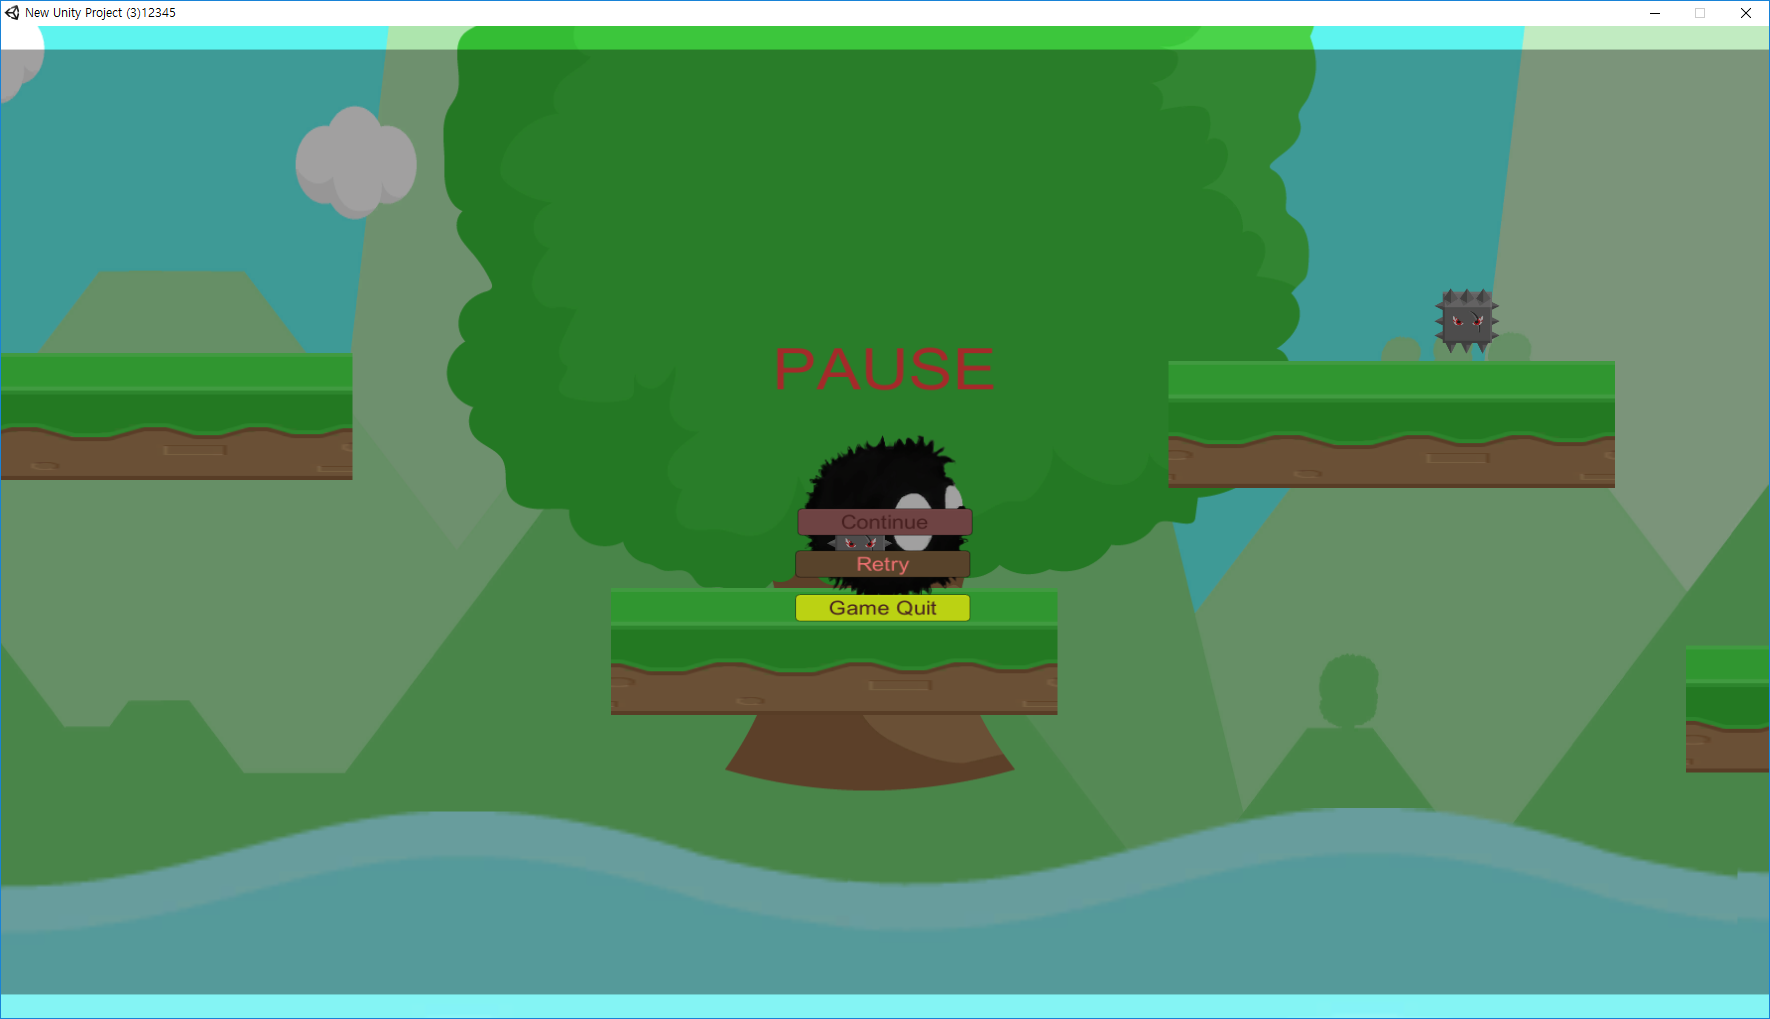 New Unity Project (3)12345
PAUSE
Continue
Retry
Game Quit